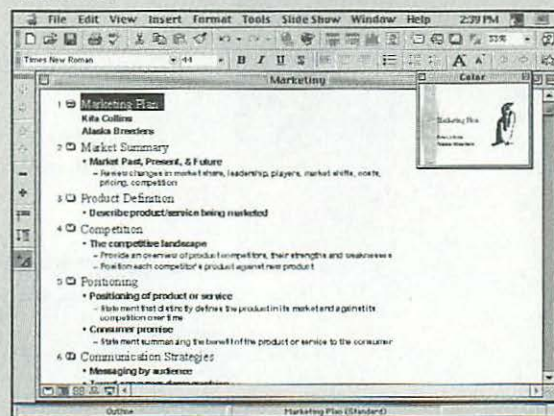 File Edit View Insert Format Tools Slide Show Window Help 2:39 PM
Times New Roman 44 B I U S A A
33%
Marketing
Color
1 Marketing Plan
Kita Collins
Alaska Breeders
2 Market Summary
• Market Past, Present, & Future
– Review changes in market share, leadership, players, market shifts, costs,
pricing, competition
3 Product Definition
• Describe product/service being marketed
4 Competition
• The competitive landscape
– Provide an overview of product competitors, their strengths and weaknesses
– Position each competitor's product against new product
5 Positioning
• Positioning of product or service
– Statement that distinctly defines the product in its market and against its
competition over time
• Consumer promise
– Statement summarizing the benefit of the product or service to the consumer
6 Communication Strategies
• Messaging by audience
Marketing Plan
Outline Marketing Plan (Standard)